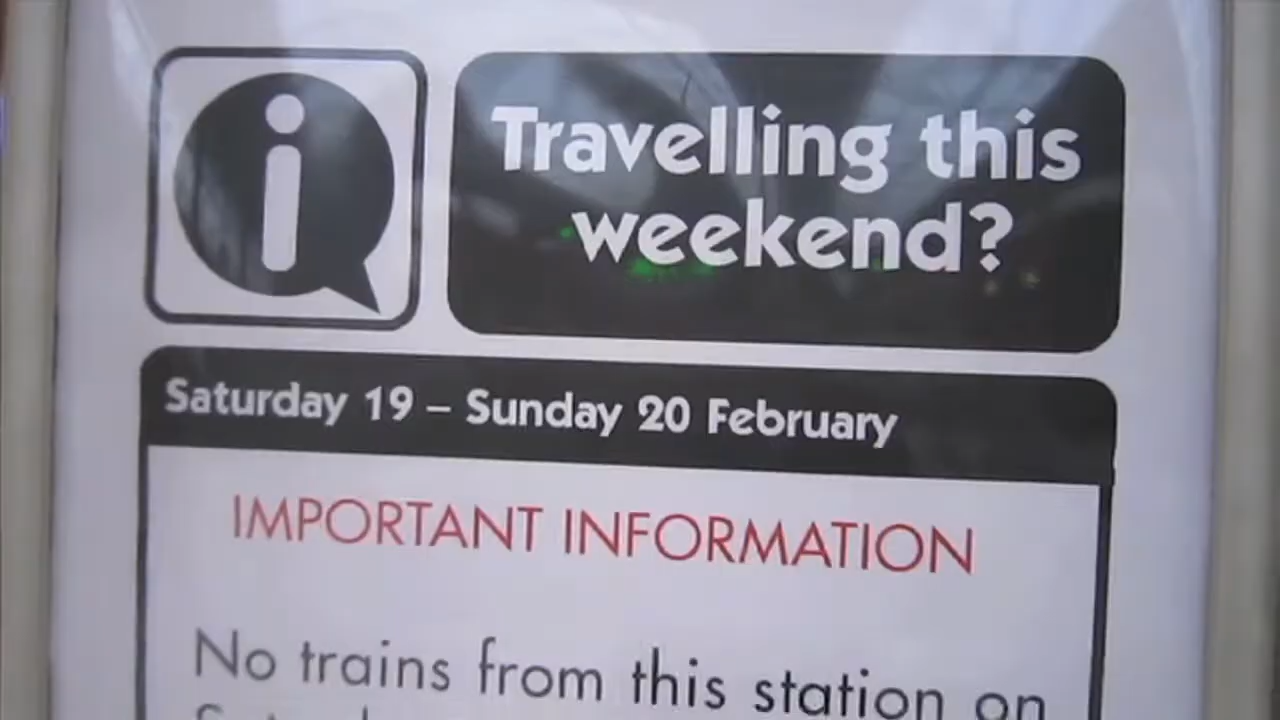 i
Travelling this
weekend?
Saturday 19 – Sunday 20 February
IMPORTANT INFORMATION
No trains from this station on